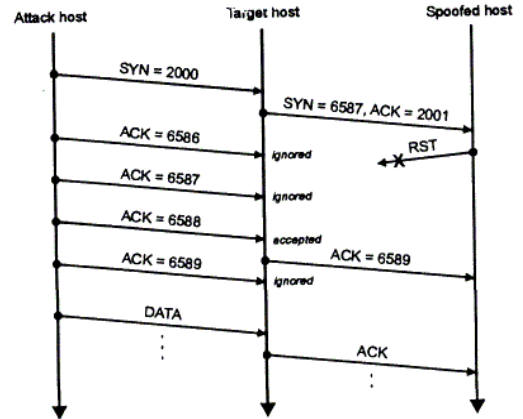 Attack host
Target host
Spoofed host
SYN = 2000
SYN = 6587, ACK = 2001
RST
ACK = 6586
ignored
ACK = 6587
ignored
ACK = 6588
accepted
ACK = 6589
ACK = 6589
ignored
DATA
ACK